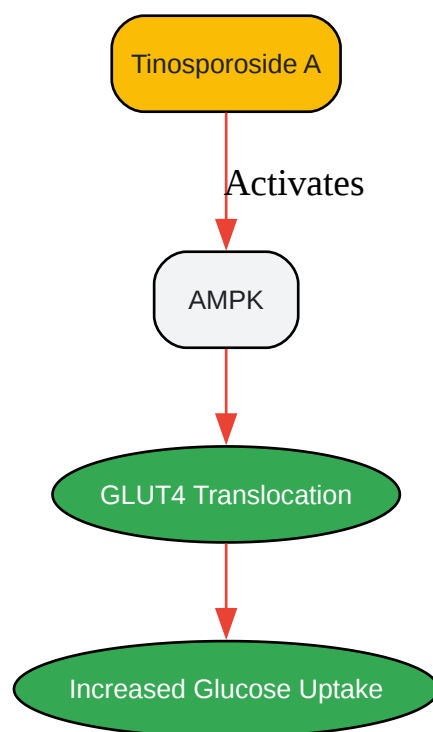 Tinosporoside A
Activates
AMPK
GLUT4 Translocation
Increased Glucose Uptake